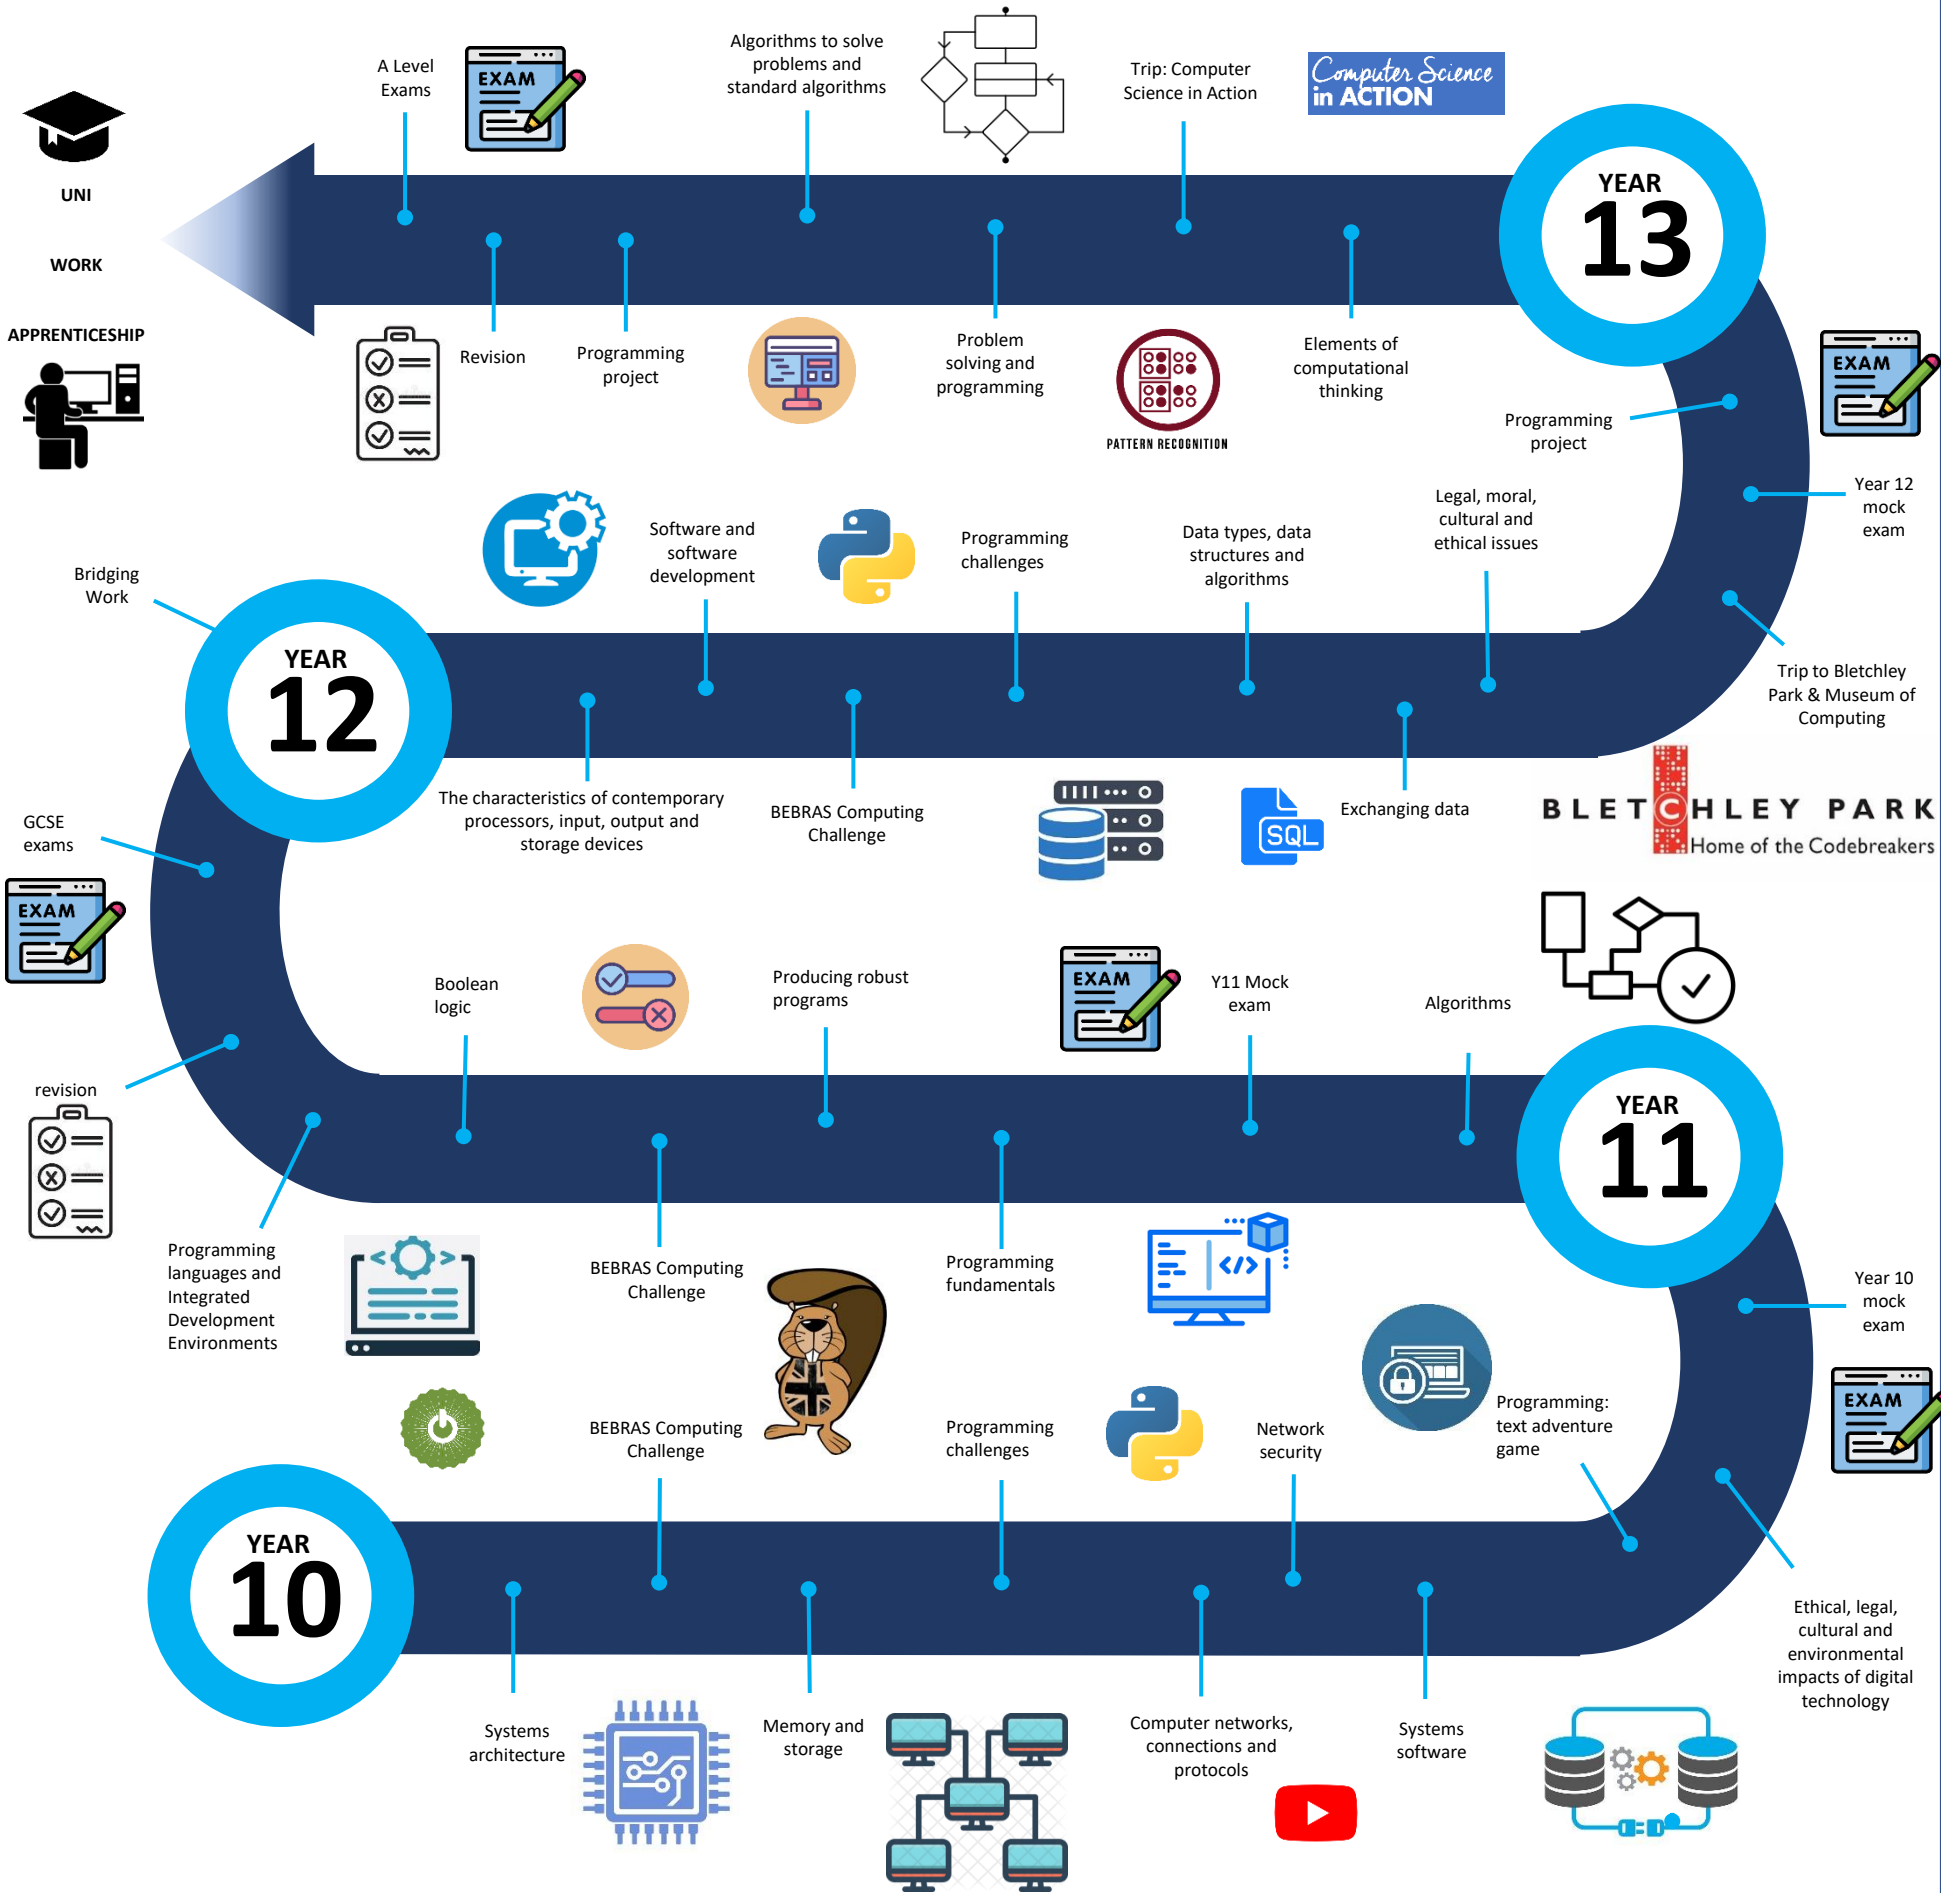 A Level
Exams
EXAM
Algorithms to solve
problems and
standard algorithms
Trip: Computer
Science in Action
Computer Science
in ACTION
UNI
WORK
APPRENTICESHIP
YEAR
13
Revision
Programming
project
Problem
solving and
programming
PATTERN RECOGNITION
Elements of
computational
thinking
Programming
project
EXAM
Year 12
mock
exam
Bridging
Work
Software and
software
development
Programming
challenges
Data types, data
structures and
algorithms
Legal, moral,
cultural and
ethical issues
Trip to Bletchley
Park & Museum of
Computing
YEAR
12
The characteristics of contemporary
processors, input, output and
storage devices
BEBRAS Computing
Challenge
SQL
Exchanging data
BLETCHLEY PARK
Home of the Codebreakers
GCSE
exams
EXAM
Boolean
logic
Producing robust
programs
EXAM
Y11 Mock
exam
Algorithms
YEAR
11
revision
Programming
languages and
Integrated
Development
Environments
BEBRAS Computing
Challenge
Programming
fundamentals
</>
Year 10
mock
exam
EXAM
BEBRAS Computing
Challenge
Programming
challenges
Network
security
Programming:
text adventure
game
YEAR
10
Systems
architecture
Memory and
storage
Computer networks,
connections and
protocols
Systems
software
Ethical, legal,
cultural and
environmental
impacts of digital
technology